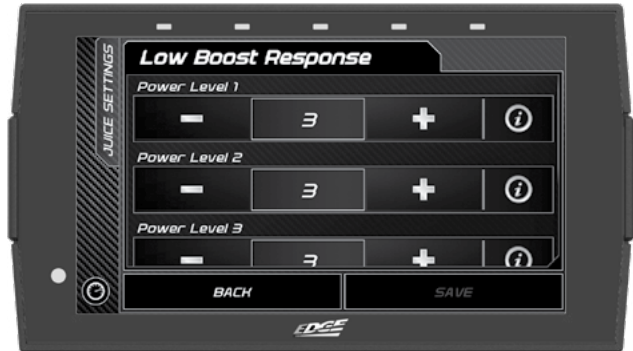 JUICE SETTINGS
Low Boost Response
Power Level 1
3
i
Power Level 2
3
i
Power Level 3
3
i
BACK
SAVE
EDGE